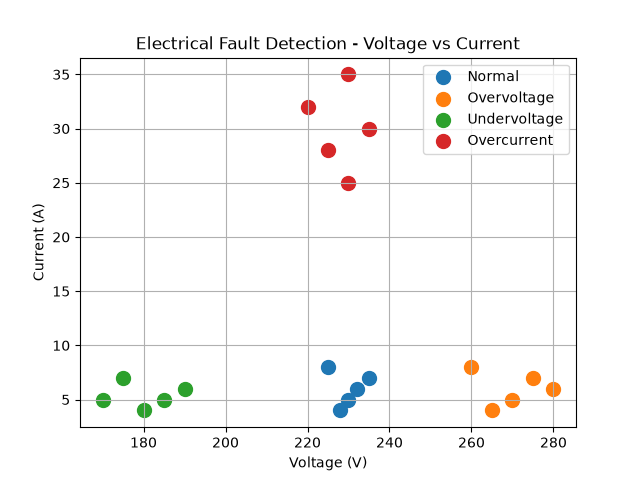 Electrical Fault Detection - Voltage vs Current
Normal
Overvoltage
Undervoltage
Overcurrent
35
30
25
20
15
10
5
Current (A)
180
200
220
240
260
280
Voltage (V)